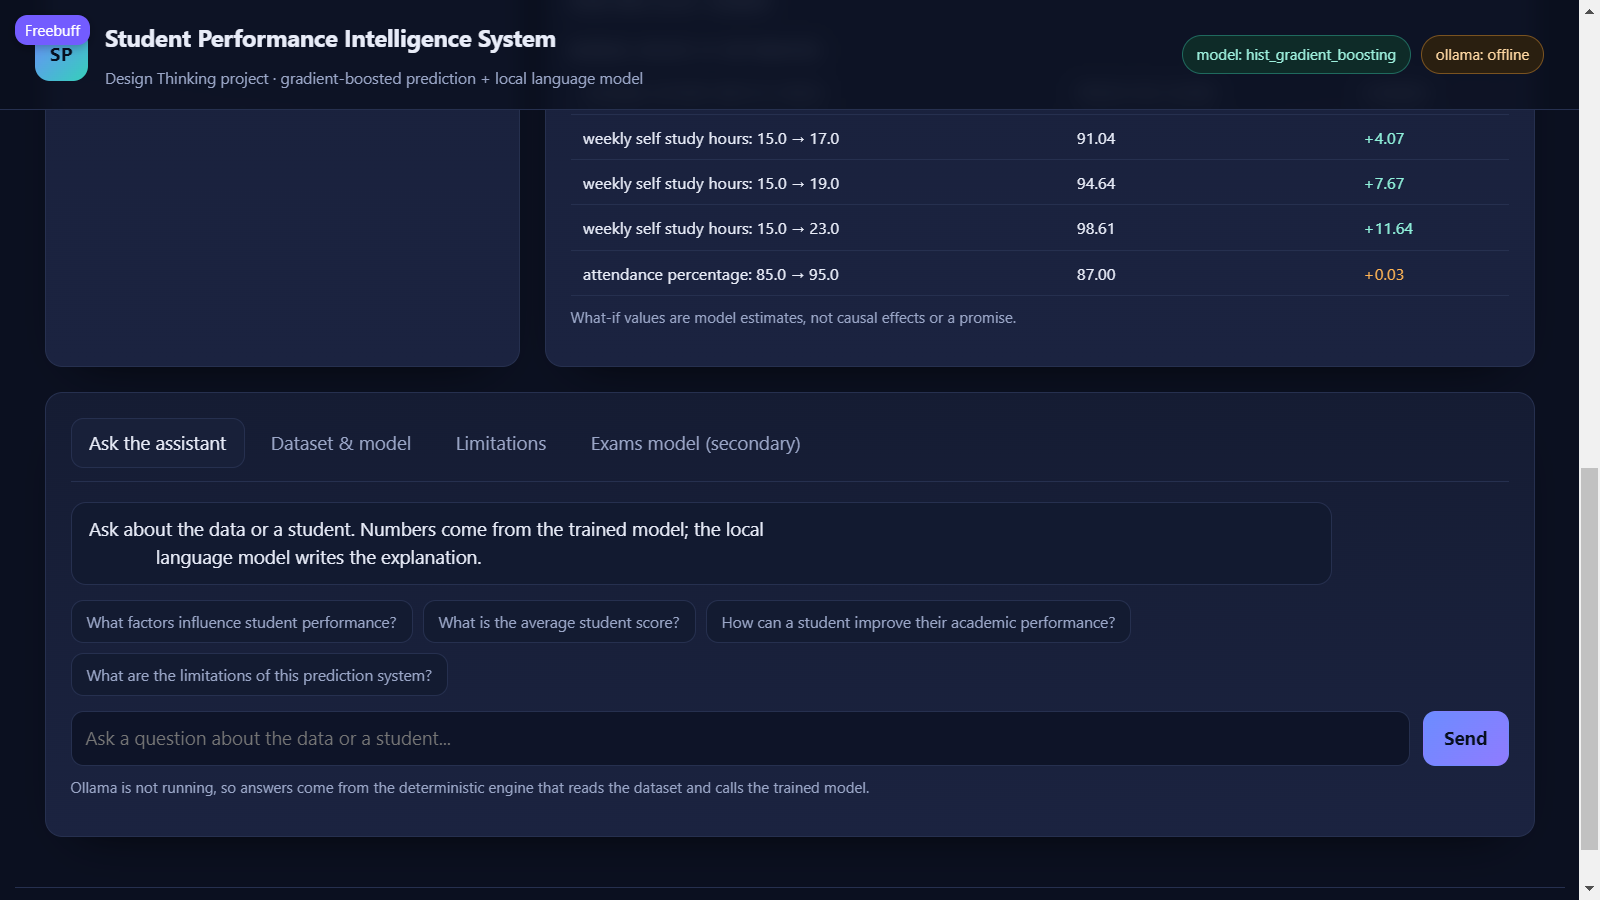 Freebuff
SP
Student Performance Intelligence System
Design Thinking project · gradient-boosted prediction + local language model
model: hist_gradient_boosting
ollama: offline
weekly self study hours: 15.0 → 17.0 91.04 +4.07
weekly self study hours: 15.0 → 19.0 94.64 +7.67
weekly self study hours: 15.0 → 23.0 98.61 +11.64
attendance percentage: 85.0 → 95.0 87.00 +0.03
What-if values are model estimates, not causal effects or a promise.
Ask the assistant Dataset & model Limitations Exams model (secondary)
Ask about the data or a student. Numbers come from the trained model; the local
language model writes the explanation.
What factors influence student performance? What is the average student score? How can a student improve their academic performance?
What are the limitations of this prediction system?
Ask a question about the data or a student... Send
Ollama is not running, so answers come from the deterministic engine that reads the dataset and calls the trained model.